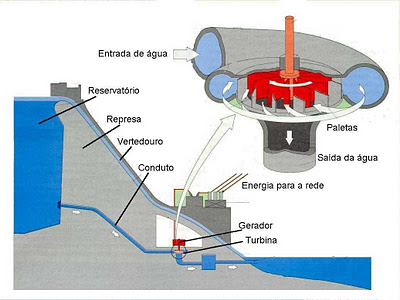 Entrada de água
Reservatório
Represa
Vertedouro
Conduto
Paletas
Saída da água
Energia para a rede
Gerador
Turbina